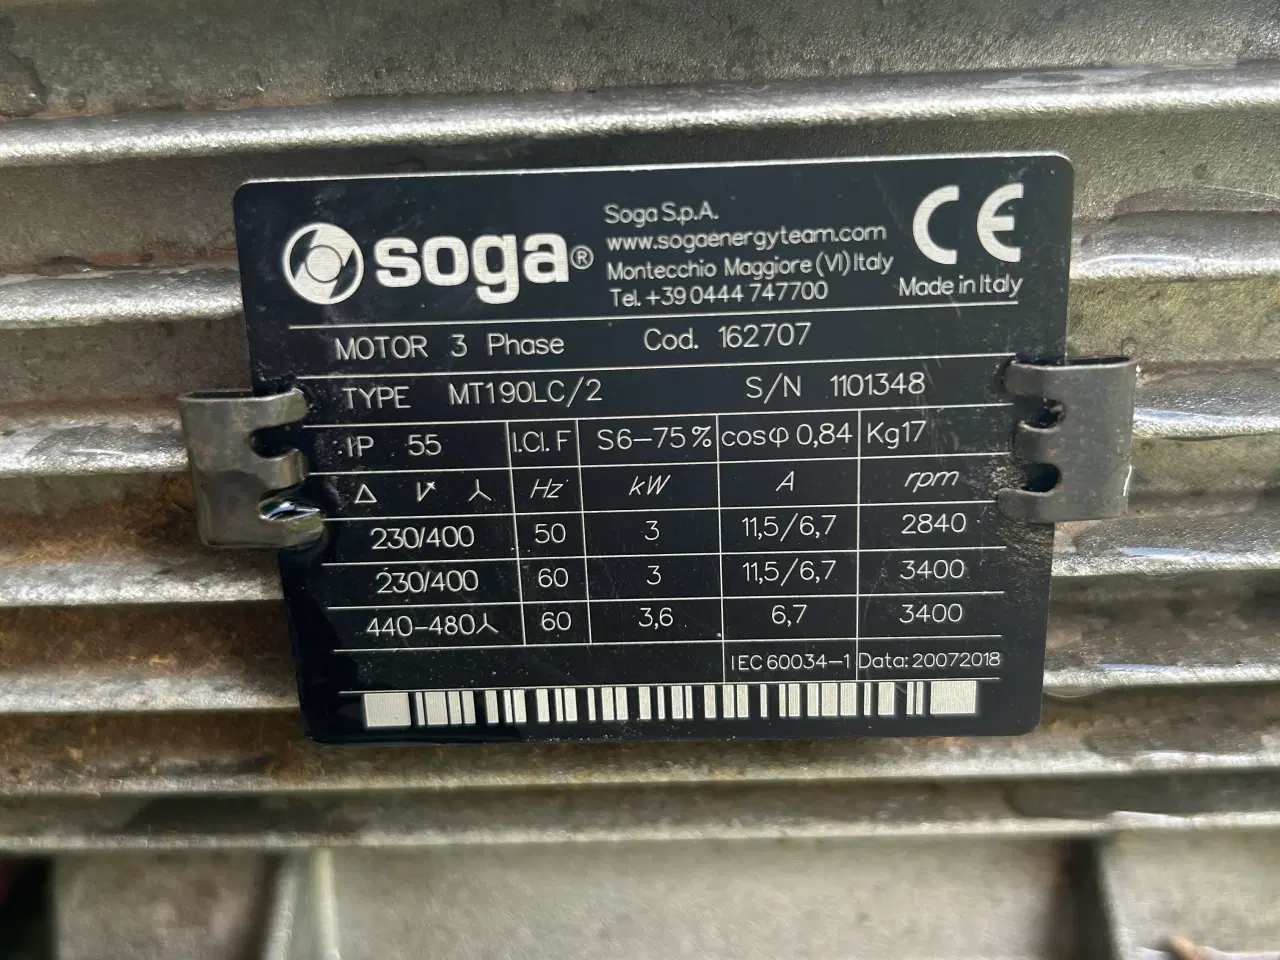 soga®
Soga S.p.A.
www.sogaenergyteam.com
Montecchio Maggiore (VI) Italy
Tel. +39 0444 747700
CE
Made in Italy
MOTOR 3 Phase Cod. 162707
TYPE MT190LC/2 S/N 1101348
IP 55 I.Cl. F S6-75% cosφ 0,84 Kg 17
Δ V 人 Hz kW A rpm
230/400 50 3 11,5/6,7 2840
230/400 60 3 11,5/6,7 3400
440-480人 60 3,6 6,7 3400
IEC 60034-1 Data: 20072018